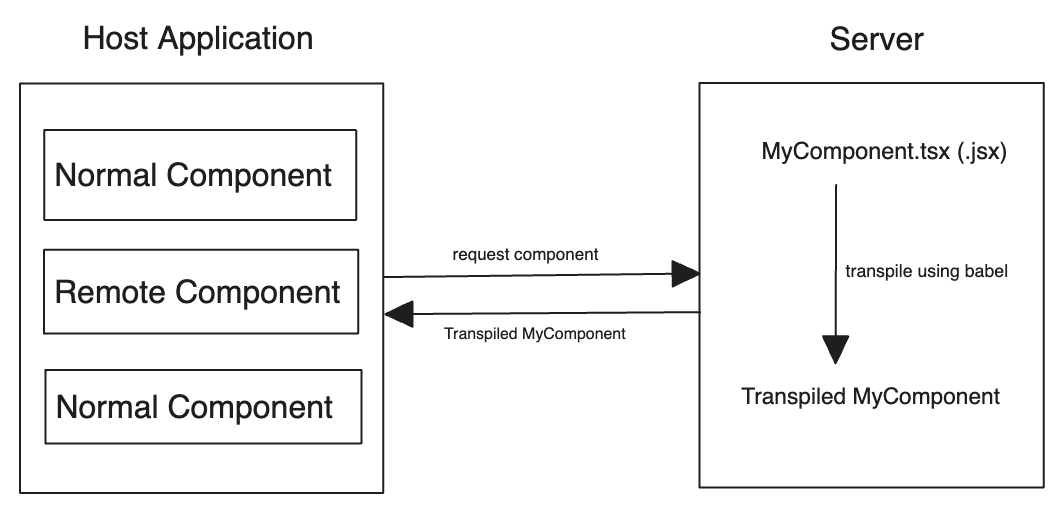 Host Application
Server
Normal Component
Remote Component
Normal Component
request component
Transpiled MyComponent
MyComponent.tsx (.jsx)
transpile using babel
Transpiled MyComponent